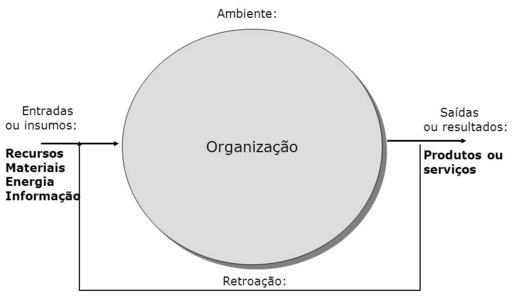 Ambiente:
Entradas
ou insumos:
Recursos
Materiais
Energia
Informação
Organização
Saídas
ou resultados:
Produtos ou
serviços
Retroação: